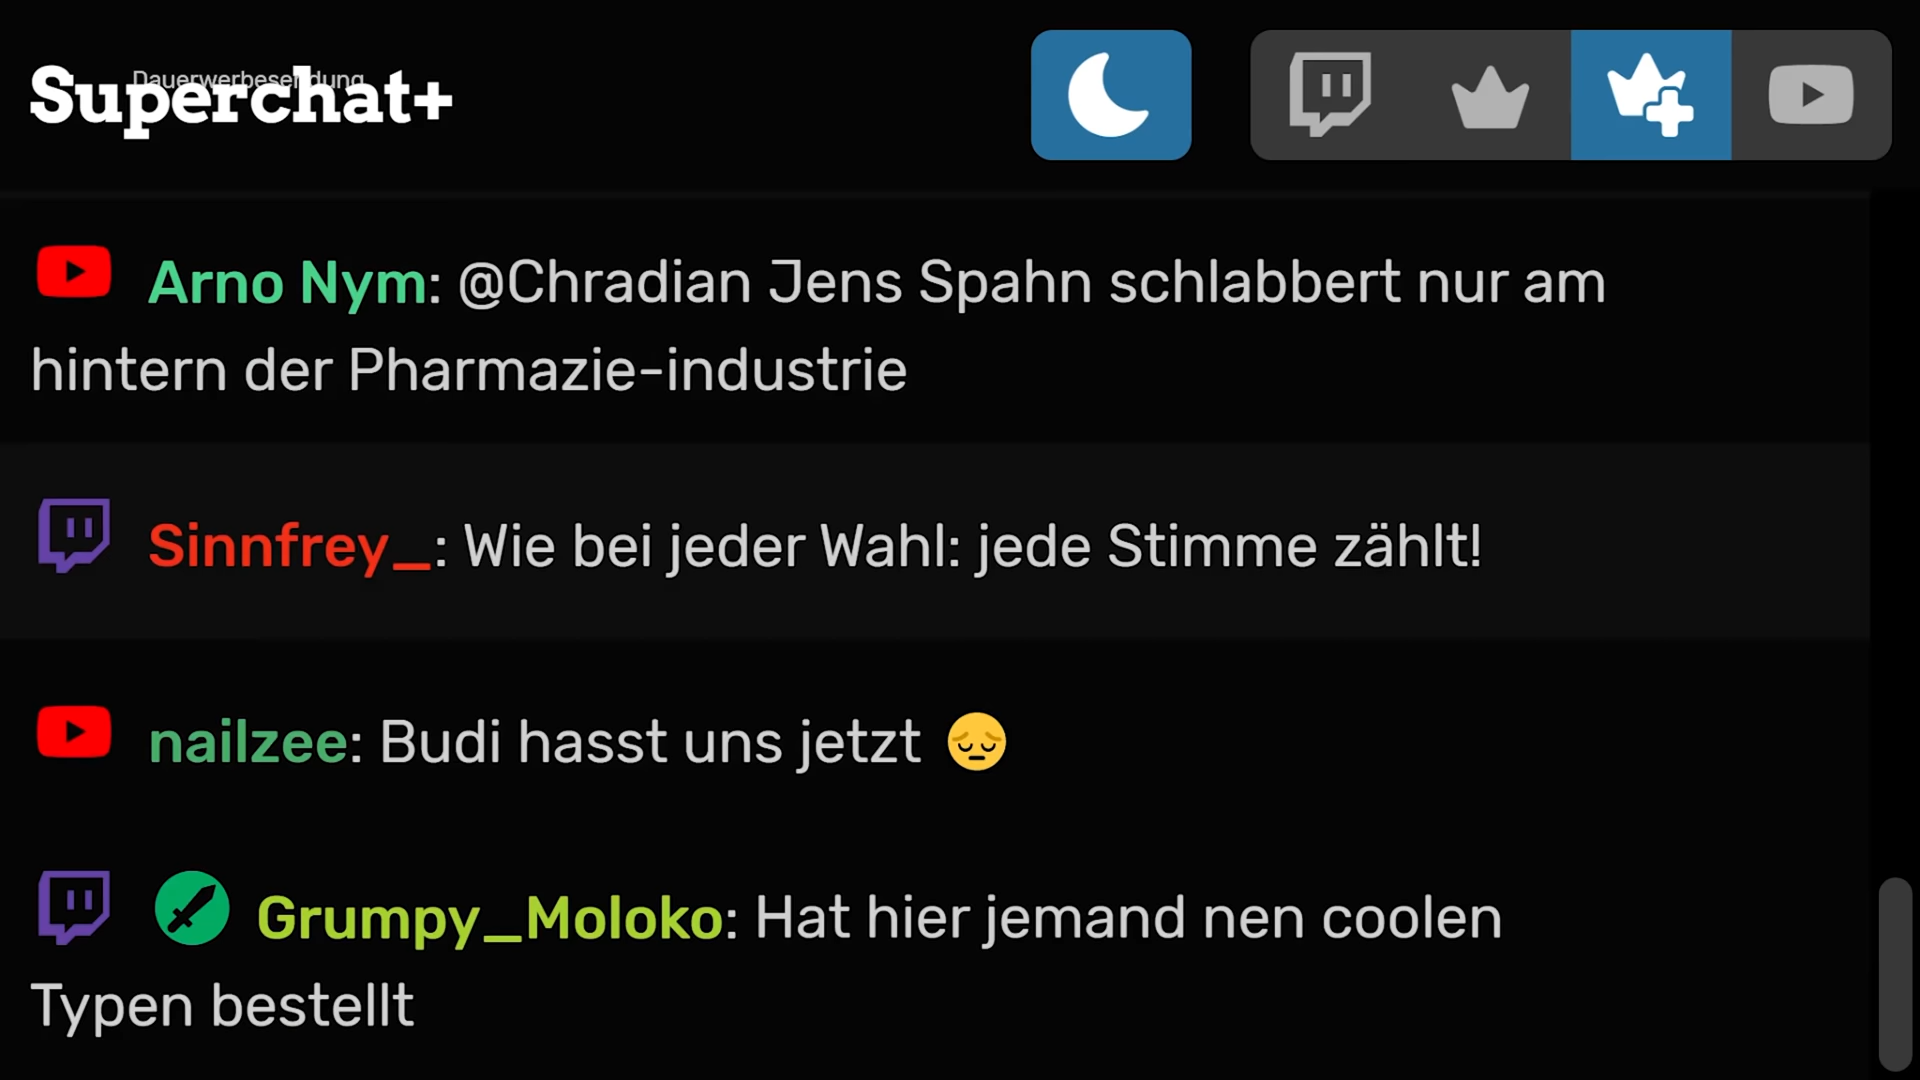 Dauerwerbesendung
Superchat+
Arno Nym: @Chradian Jens Spahn schlabbert nur am
hintern der Pharmazie-industrie
Sinnfrey_: Wie bei jeder Wahl: jede Stimme zählt!
nailzee: Budi hasst uns jetzt 😔
Grumpy_Moloko: Hat hier jemand nen coolen
Typen bestellt